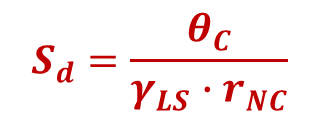 S_d = θ_C / (γ_LS · r_NC)